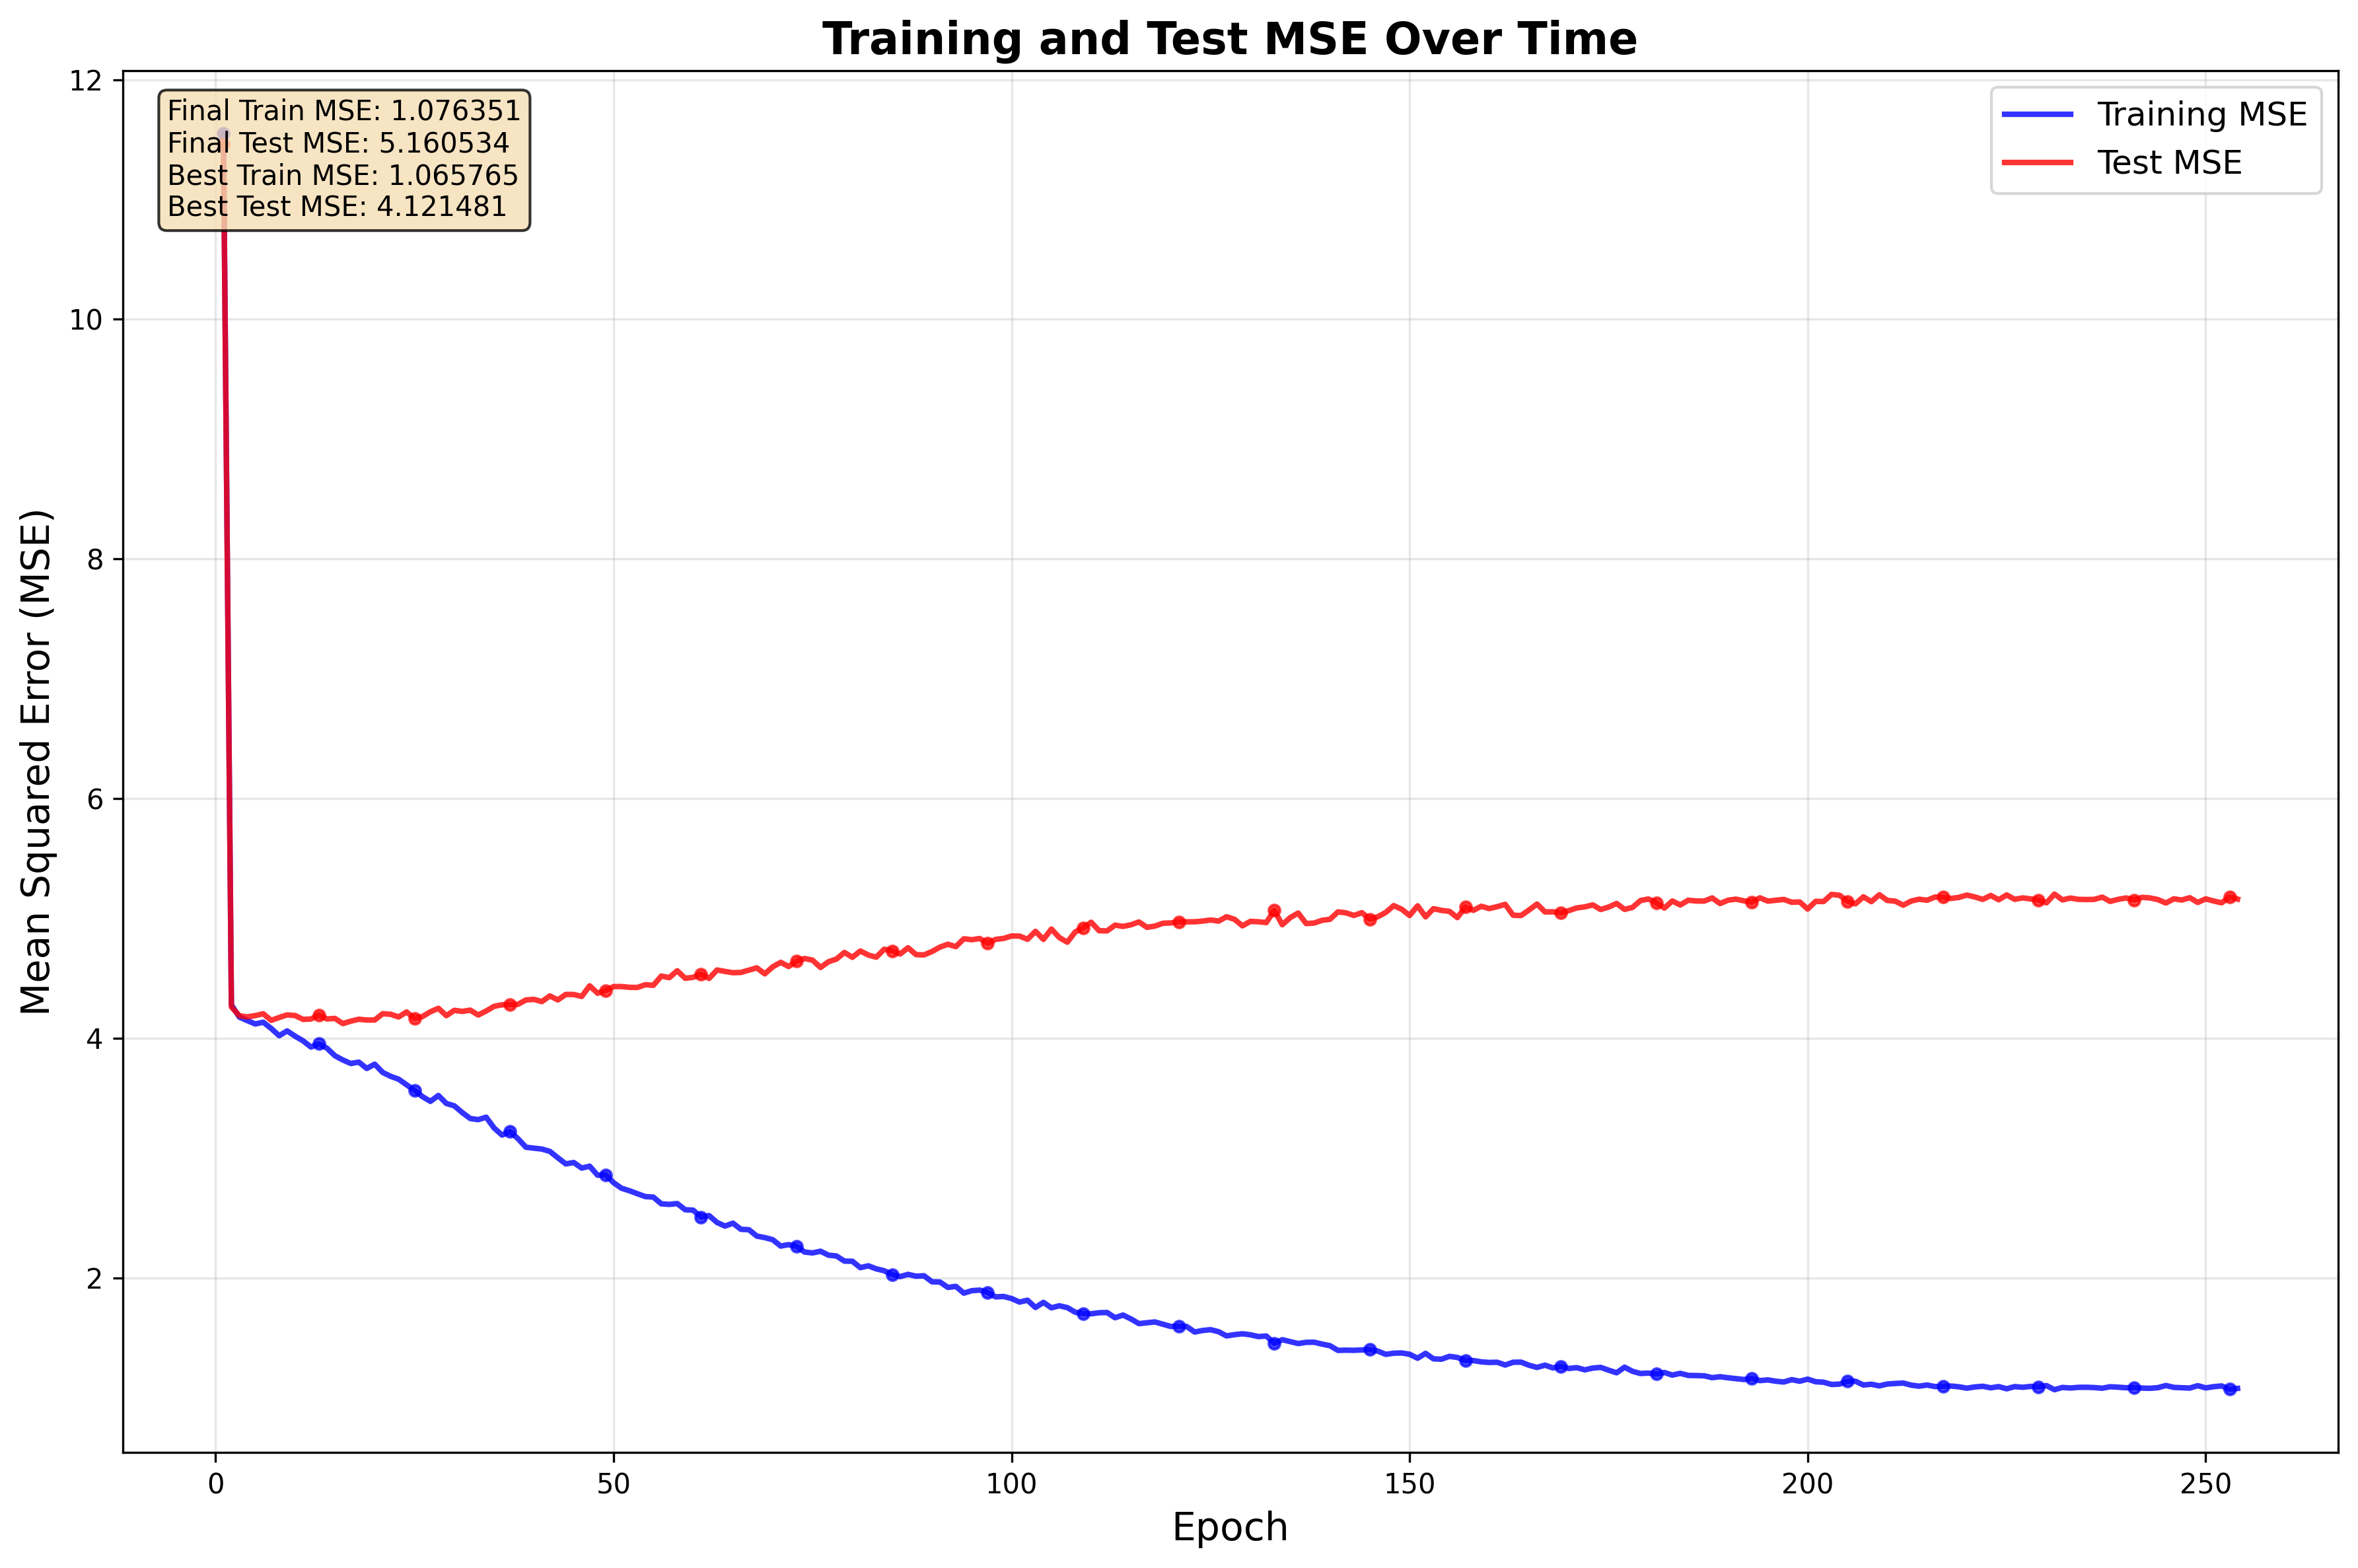 Training and Test MSE Over Time
12
Final Train MSE: 1.076351
Final Test MSE: 5.160534
Best Train MSE: 1.065765
Best Test MSE: 4.121481
Training MSE
Test MSE
10
8
6
4
2
Mean Squared Error (MSE)
0 50 100 150 200 250
Epoch